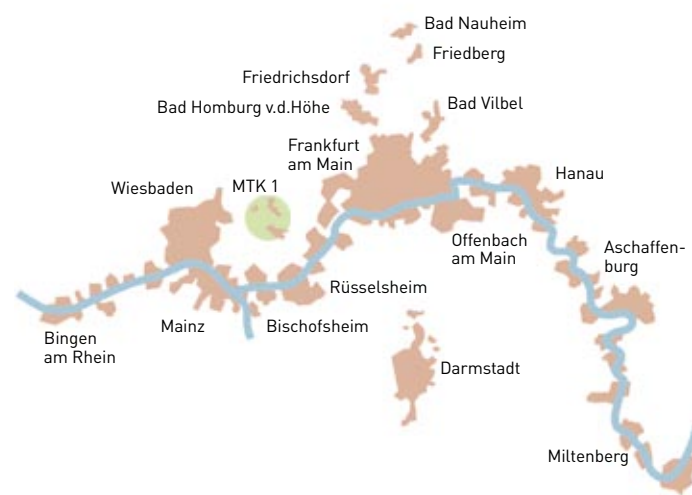 Bad Nauheim
Friedberg
Friedrichsdorf
Bad Homburg v.d.Höhe
Bad Vilbel
Frankfurt
am Main
Wiesbaden
MTK 1
Hanau
Offenbach
am Main
Aschaffen-
burg
Rüsselsheim
Mainz
Bischofsheim
Bingen
am Rhein
Darmstadt
Miltenberg